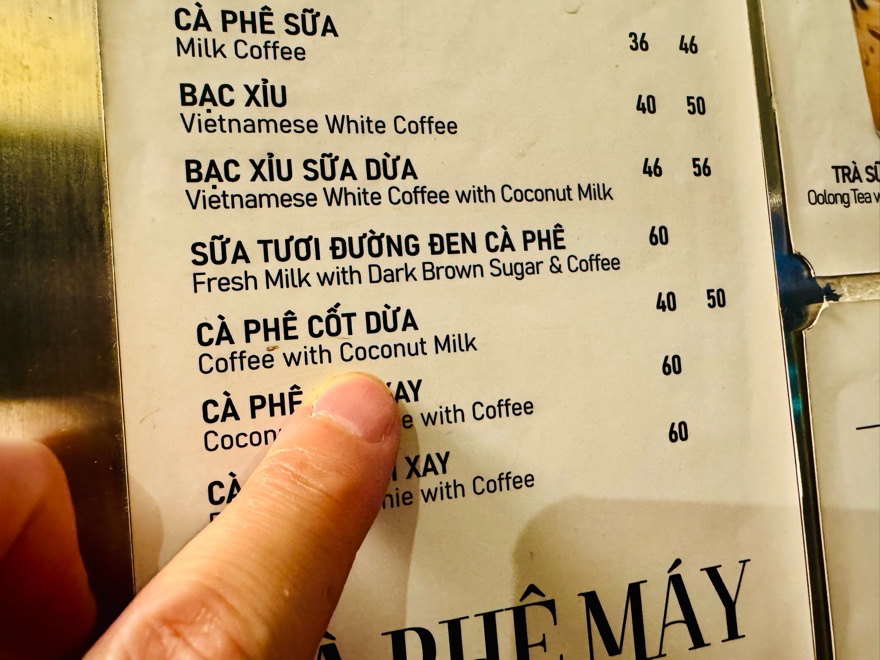 CÀ PHÊ SỮA
Milk Coffee
36 46
BẠC XỈU
Vietnamese White Coffee
40 50
BẠC XỈU SỮA DỪA
Vietnamese White Coffee with Coconut Milk
46 56
SỮA TƯƠI ĐƯỜNG ĐEN CÀ PHÊ
Fresh Milk with Dark Brown Sugar & Coffee
60
CÀ PHÊ CỐT DỪA
Coffee with Coconut Milk
40 50
CÀ PHÊ
with Coffee
60
CÀ XAY
with Coffee
60
PHÊ MÁY
TRÀ
Oolong Tea